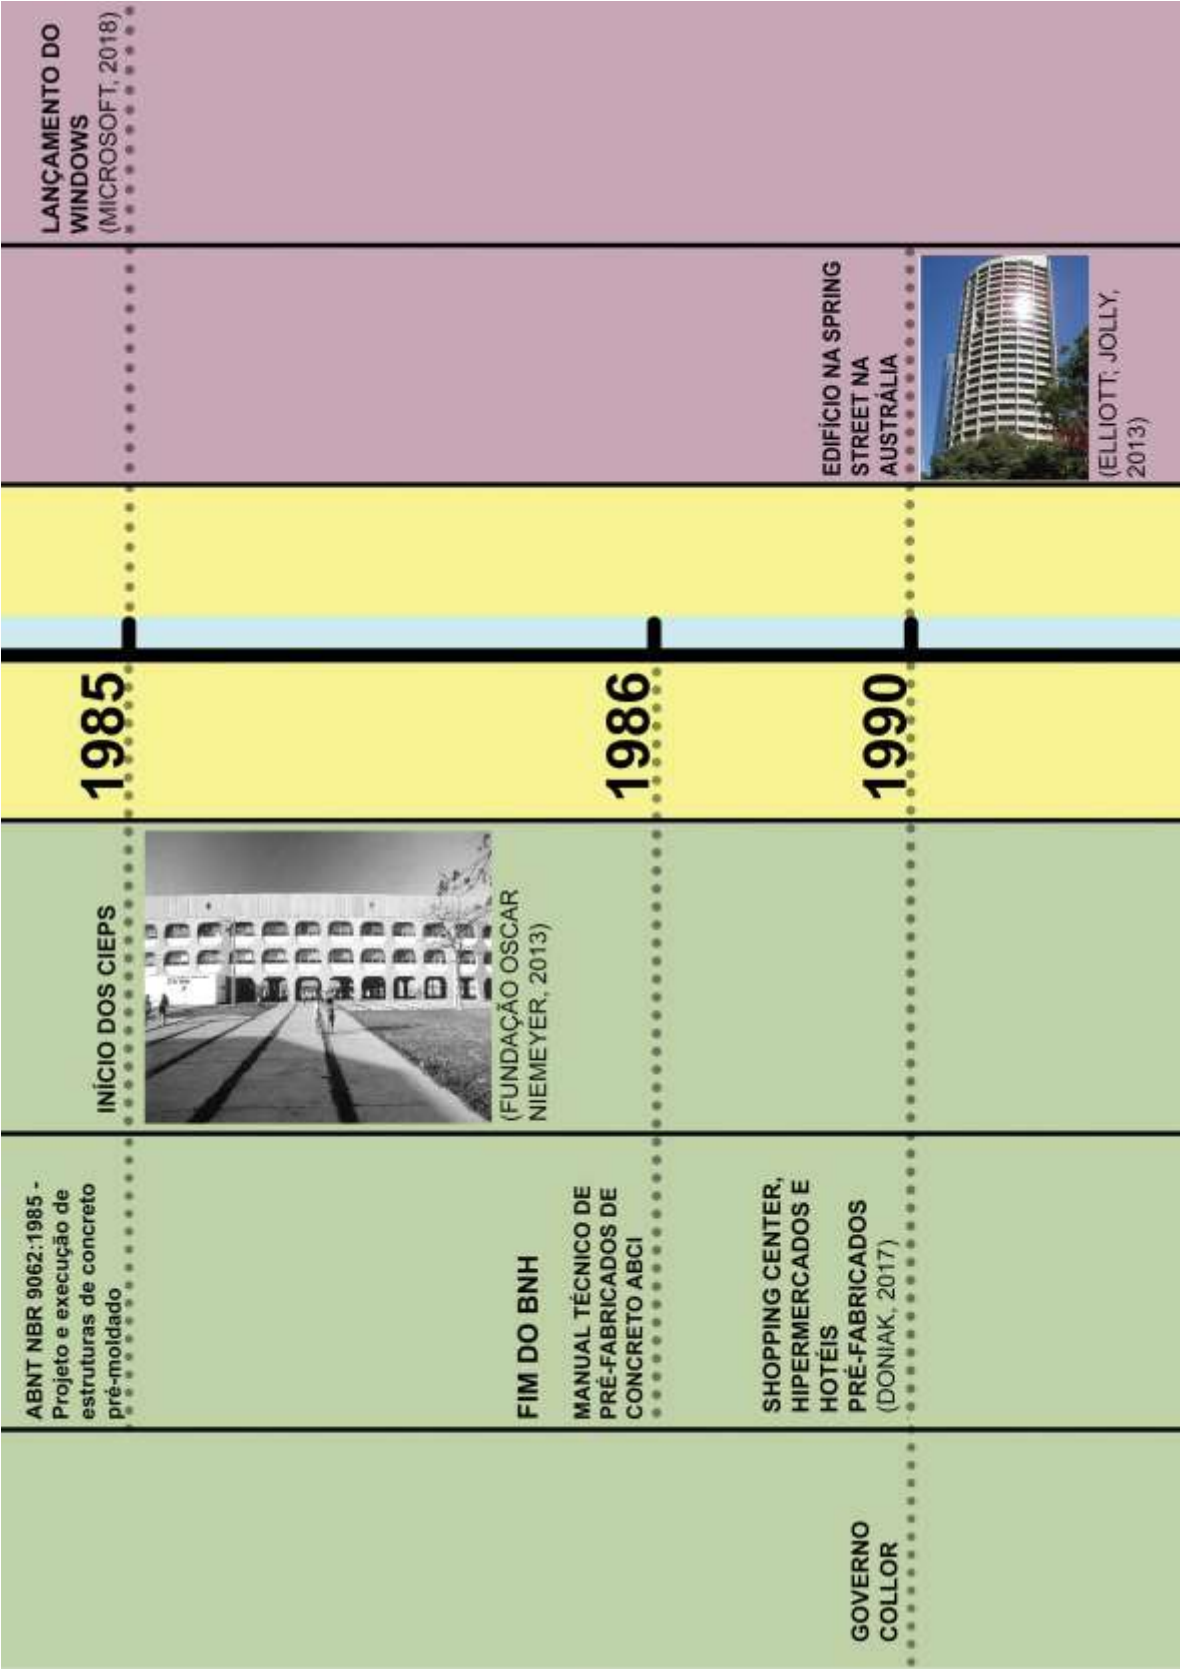 LANÇAMENTO DO
WINDOWS
(MICROSOFT, 2018)
EDIFÍCIO NA SPRING
STREET NA
AUSTRÁLIA
(ELLIOTT; JOLLY,
2013)
1985
1986
1990
INÍCIO DOS CIEPS
(FUNDAÇÃO OSCAR
NIEMEYER, 2013)
ABNT NBR 9062:1985 -
Projeto e execução de
estruturas de concreto
pré-moldado
FIM DO BNH
MANUAL TÉCNICO DE
PRÉ-FABRICADOS DE
CONCRETO ABCI
SHOPPING CENTER,
HIPERMERCADOS E
HOTÉIS
PRÉ-FABRICADOS
(DONIAK, 2017)
GOVERNO
COLLOR